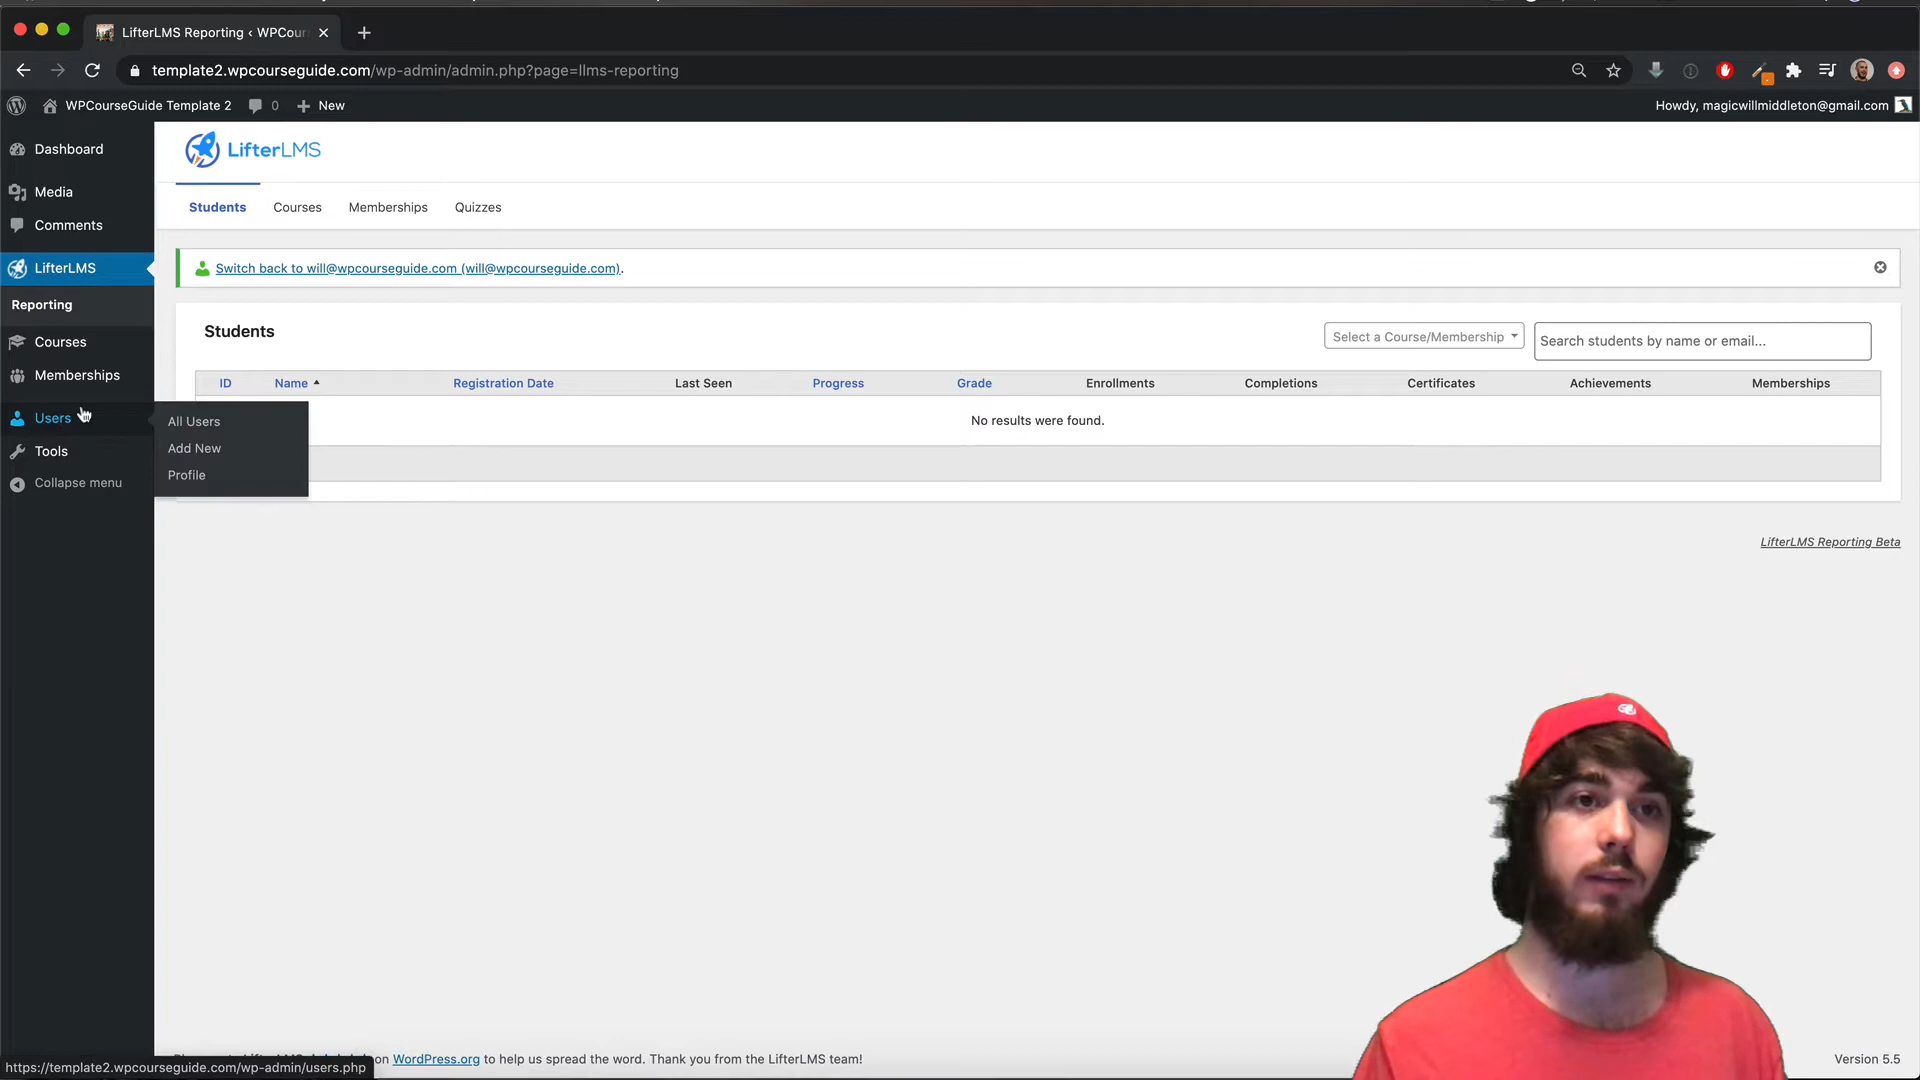 LifterLMS Reporting ‹ WPCour
template2.wpcourseguide.com/wp-admin/admin.php?page=llms-reporting
WPCourseGuide Template 2 0 New
Howdy, magicwillmiddleton@gmail.com
Dashboard
Media
Comments
LifterLMS
Reporting
Courses
Memberships
Users
Tools
Collapse menu
All Users
Add New
Profile
LifterLMS
Students Courses Memberships Quizzes
Switch back to will@wpcourseguide.com (will@wpcourseguide.com).
Students
Select a Course/Membership
Search students by name or email...
ID Name Registration Date Last Seen Progress Grade Enrollments Completions Certificates Achievements Memberships
No results were found.
LifterLMS Reporting Beta
on WordPress.org to help us spread the word. Thank you from the LifterLMS team!
Version 5.5
https://template2.wpcourseguide.com/wp-admin/users.php